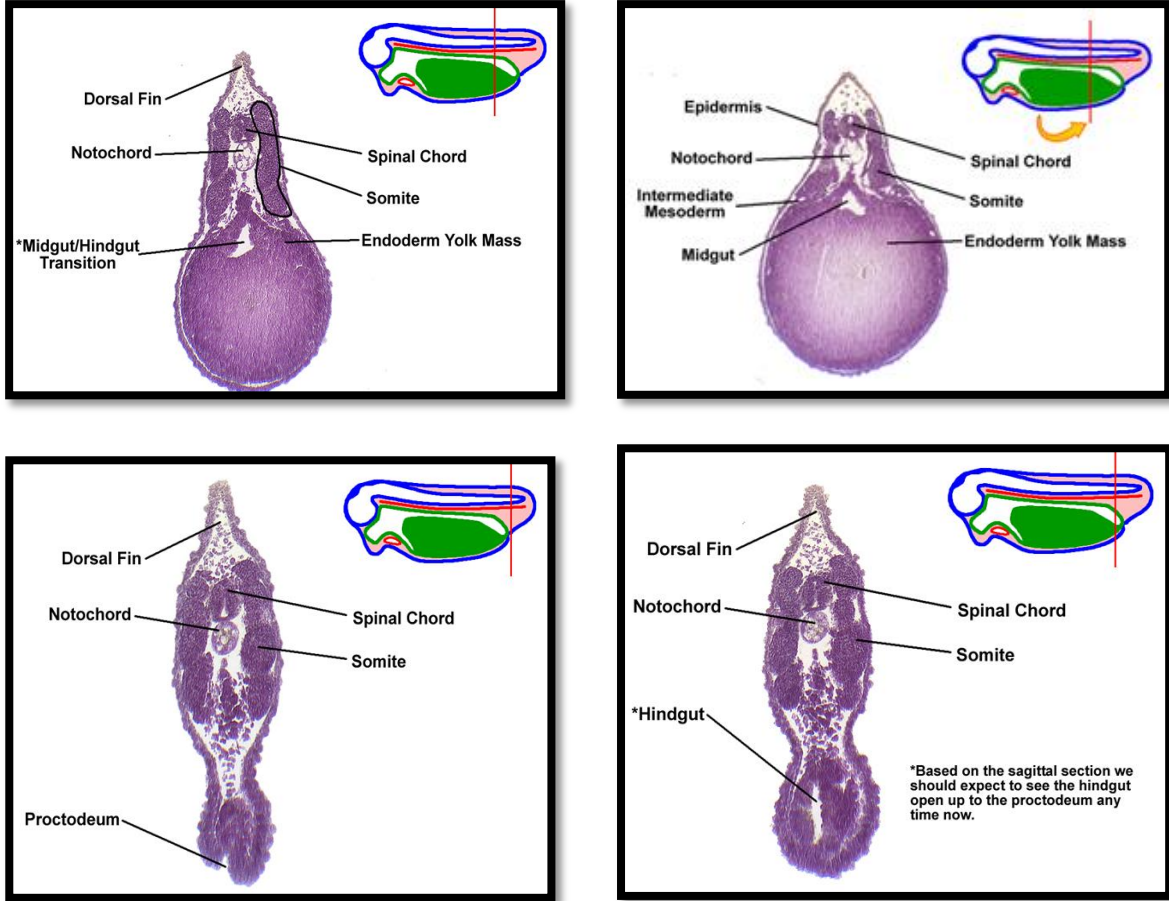 Dorsal Fin
Notochord
Spinal Chord
Somite
*Midgut/Hindgut
Transition
Endoderm Yolk Mass
Epidermis
Notochord
Spinal Chord
Intermediate
Mesoderm
Somite
Midgut
Endoderm Yolk Mass
Dorsal Fin
Notochord
Spinal Chord
Somite
Proctodeum
Dorsal Fin
Notochord
Spinal Chord
Somite
*Hindgut
*Based on the sagittal section we
should expect to see the hindgut
open up to the proctodeum any
time now.